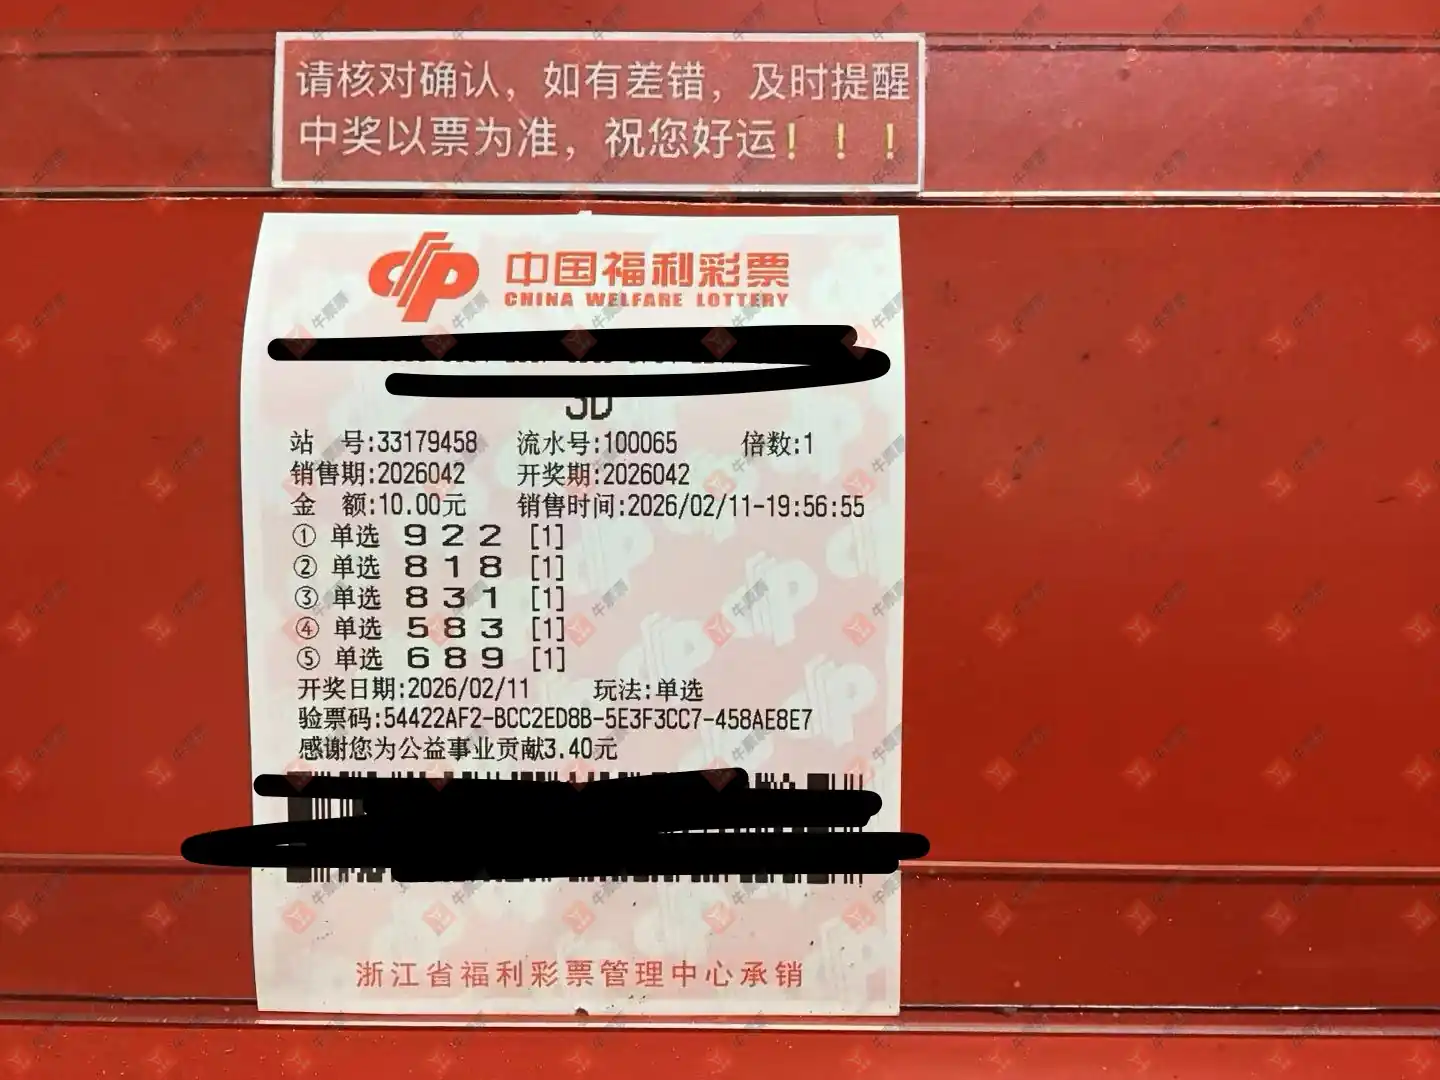 请核对确认，如有差错，及时提醒
中奖以票为准，祝您好运！！！
中国福利彩票
CHINA WELFARE LOTTERY
3D
站　号:33179458　流水号:100065　倍数:1
销售期:2026042　开奖期:2026042
金　额:10.00元　销售时间:2026/02/11-19:56:55
① 单选 9 2 2 [1]
② 单选 8 1 8 [1]
③ 单选 8 3 1 [1]
④ 单选 5 8 3 [1]
⑤ 单选 6 8 9 [1]
开奖日期:2026/02/11　玩法:单选
验票码:54422AF2-BCC2ED8B-5E3F3CC7-458AE8E7
感谢您为公益事业贡献3.40元
浙江省福利彩票管理中心承销
牛票票